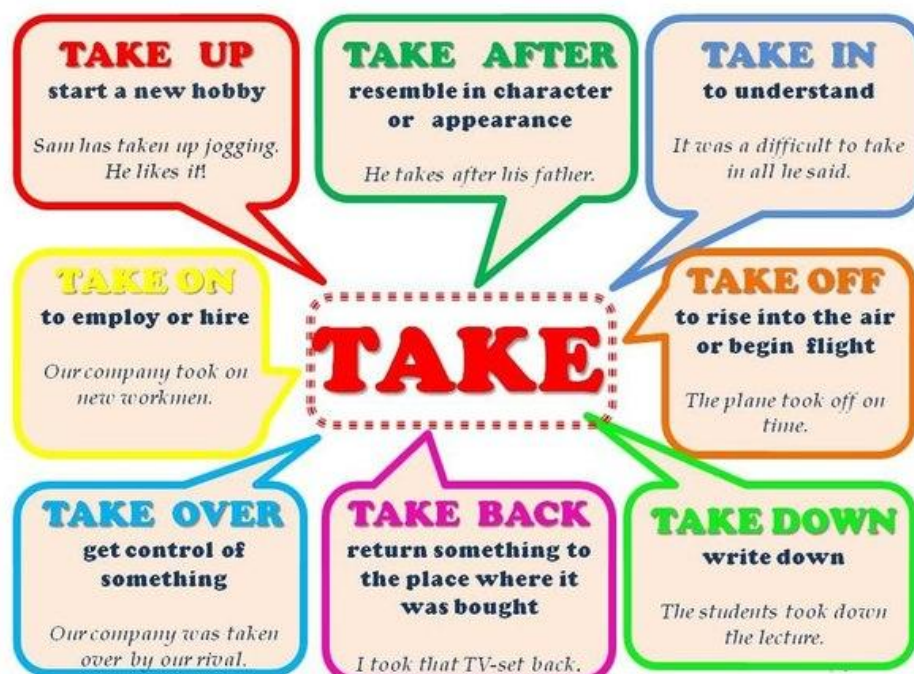 TAKE UP
start a new hobby
Sam has taken up jogging.
He likes it!
TAKE AFTER
resemble in character
or appearance
He takes after his father.
TAKE IN
to understand
It was a difficult to take
in all he said.
TAKE ON
to employ or hire
Our company took on
new workmen.
TAKE
TAKE OFF
to rise into the air
or begin flight
The plane took off on
time.
TAKE OVER
get control of
something
Our company was taken
over by our rival.
TAKE BACK
return something to
the place where it
was bought
I took that TV-set back.
TAKE DOWN
write down
The students took down
the lecture.